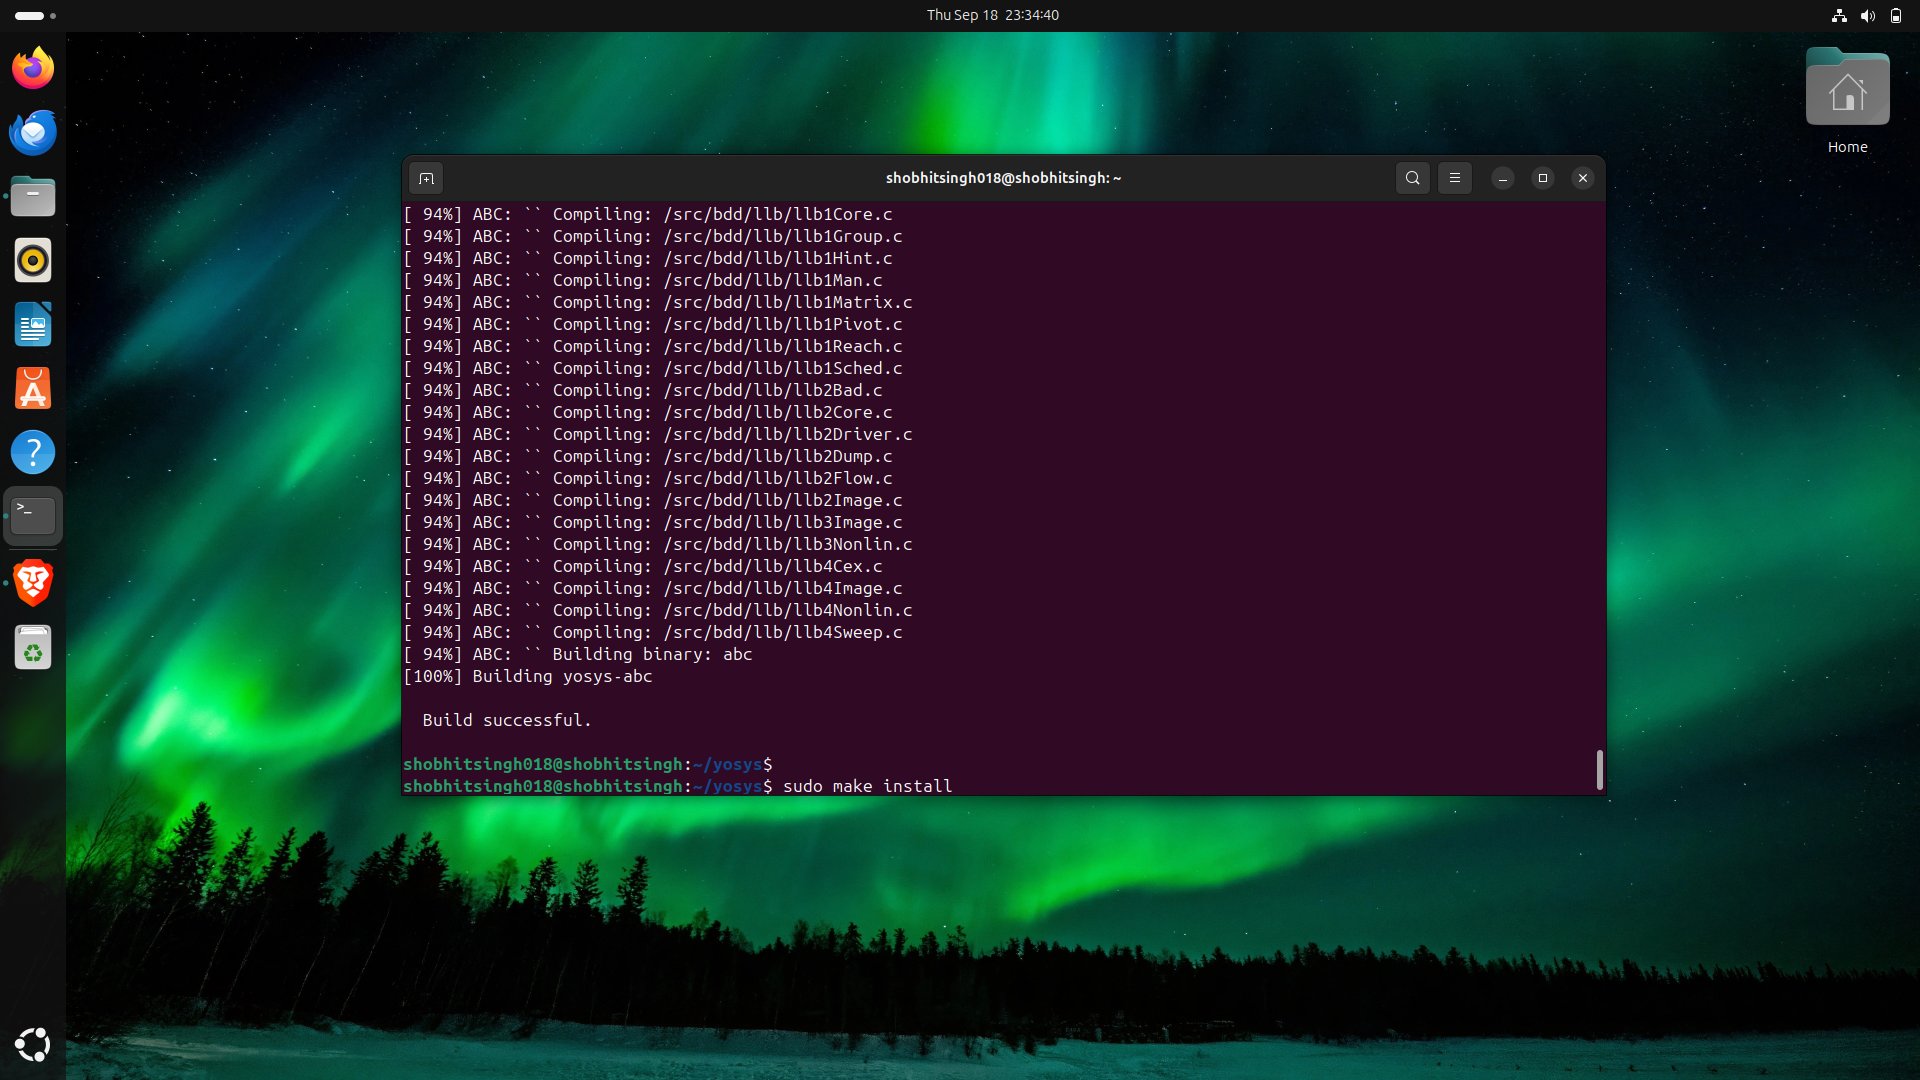 Thu Sep 18  23:34:40
Home
shobhitsingh018@shobhitsingh: ~
[ 94%] ABC: `` Compiling: /src/bdd/llb/llb1Core.c
[ 94%] ABC: `` Compiling: /src/bdd/llb/llb1Group.c
[ 94%] ABC: `` Compiling: /src/bdd/llb/llb1Hint.c
[ 94%] ABC: `` Compiling: /src/bdd/llb/llb1Man.c
[ 94%] ABC: `` Compiling: /src/bdd/llb/llb1Matrix.c
[ 94%] ABC: `` Compiling: /src/bdd/llb/llb1Pivot.c
[ 94%] ABC: `` Compiling: /src/bdd/llb/llb1Reach.c
[ 94%] ABC: `` Compiling: /src/bdd/llb/llb1Sched.c
[ 94%] ABC: `` Compiling: /src/bdd/llb/llb2Bad.c
[ 94%] ABC: `` Compiling: /src/bdd/llb/llb2Core.c
[ 94%] ABC: `` Compiling: /src/bdd/llb/llb2Driver.c
[ 94%] ABC: `` Compiling: /src/bdd/llb/llb2Dump.c
[ 94%] ABC: `` Compiling: /src/bdd/llb/llb2Flow.c
[ 94%] ABC: `` Compiling: /src/bdd/llb/llb2Image.c
[ 94%] ABC: `` Compiling: /src/bdd/llb/llb3Image.c
[ 94%] ABC: `` Compiling: /src/bdd/llb/llb3Nonlin.c
[ 94%] ABC: `` Compiling: /src/bdd/llb/llb4Cex.c
[ 94%] ABC: `` Compiling: /src/bdd/llb/llb4Image.c
[ 94%] ABC: `` Compiling: /src/bdd/llb/llb4Nonlin.c
[ 94%] ABC: `` Compiling: /src/bdd/llb/llb4Sweep.c
[ 94%] ABC: `` Building binary: abc
[100%] Building yosys-abc
Build successful.
shobhitsingh018@shobhitsingh:~/yosys$
shobhitsingh018@shobhitsingh:~/yosys$ sudo make install